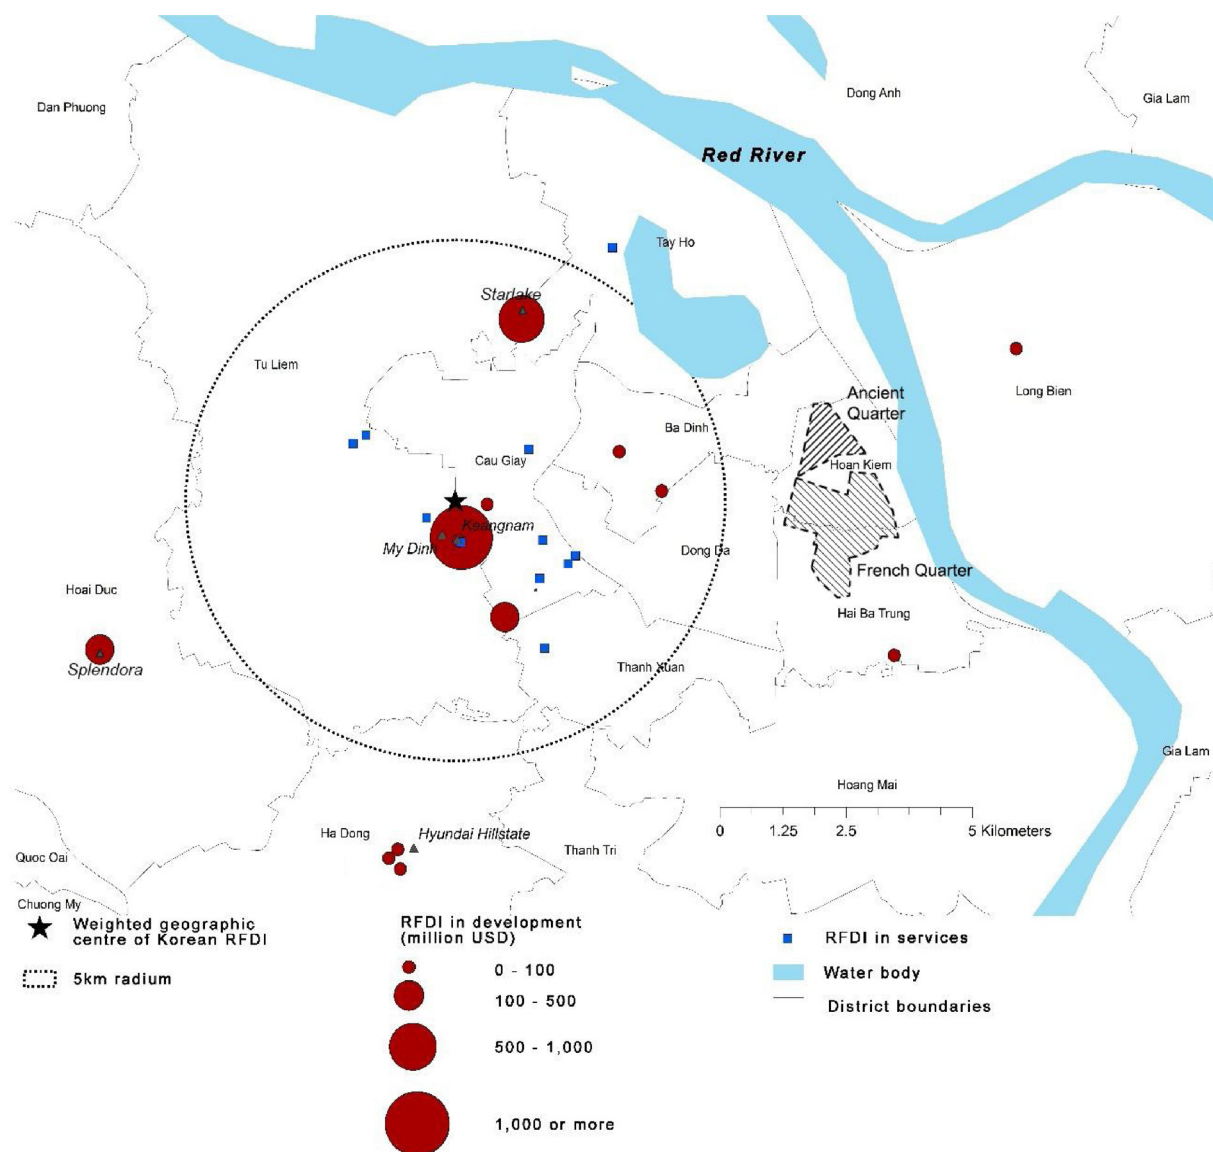 Dan Phuong
Dong Anh
Gia Lam
Red River
Tay Ho
Starlake
Tu Liem
Long Bien
Ancient
Quarter
Ba Dinh
Cau Giay
Hoan Kiem
Keangnam
My Dinh
Dong Da
French Quarter
Hoai Duc
Hai Ba Trung
Splendora
Thanh Xuan
Gia Lam
Hoang Mai
0 1.25 2.5 5 Kilometers
Ha Dong
Hyundai Hillstate
Thanh Tri
Quoc Oai
Chuong My
Weighted geographic
centre of Korean RFDI
5km radium
RFDI in development
(million USD)
0 - 100
100 - 500
500 - 1,000
1,000 or more
RFDI in services
Water body
District boundaries